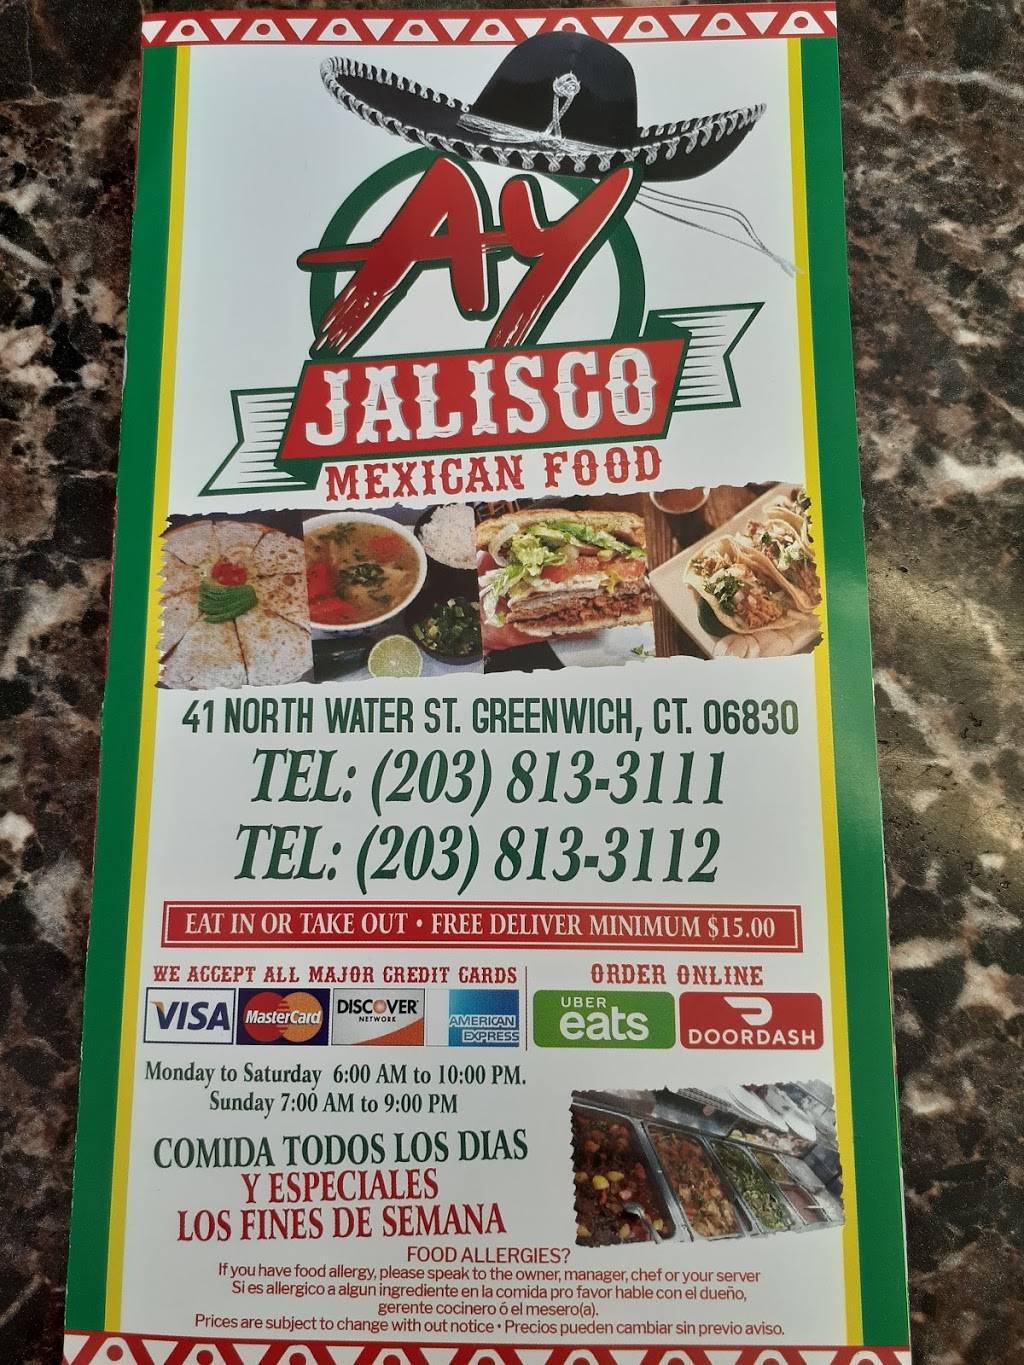 AY
JALISCO
MEXICAN FOOD
41 NORTH WATER ST. GREENWICH, CT. 06830
TEL: (203) 813-3111
TEL: (203) 813-3112
EAT IN OR TAKE OUT • FREE DELIVER MINIMUM $15.00
WE ACCEPT ALL MAJOR CREDIT CARDS
ORDER ONLINE
VISA
MasterCard
DISCOVER
NETWORK
AMERICAN
EXPRESS
UBER
eats
DOORDASH
Monday to Saturday 6:00 AM to 10:00 PM.
Sunday 7:00 AM to 9:00 PM
COMIDA TODOS LOS DIAS
Y ESPECIALES
LOS FINES DE SEMANA
FOOD ALLERGIES?
If you have food allergy, please speak to the owner, manager, chef or your server
Si es allergico a algun ingrediente en la comida pro favor hable con el dueño,
gerente cocinero ó el mesero(a).
Prices are subject to change with out notice • Precios pueden cambiar sin previo aviso.